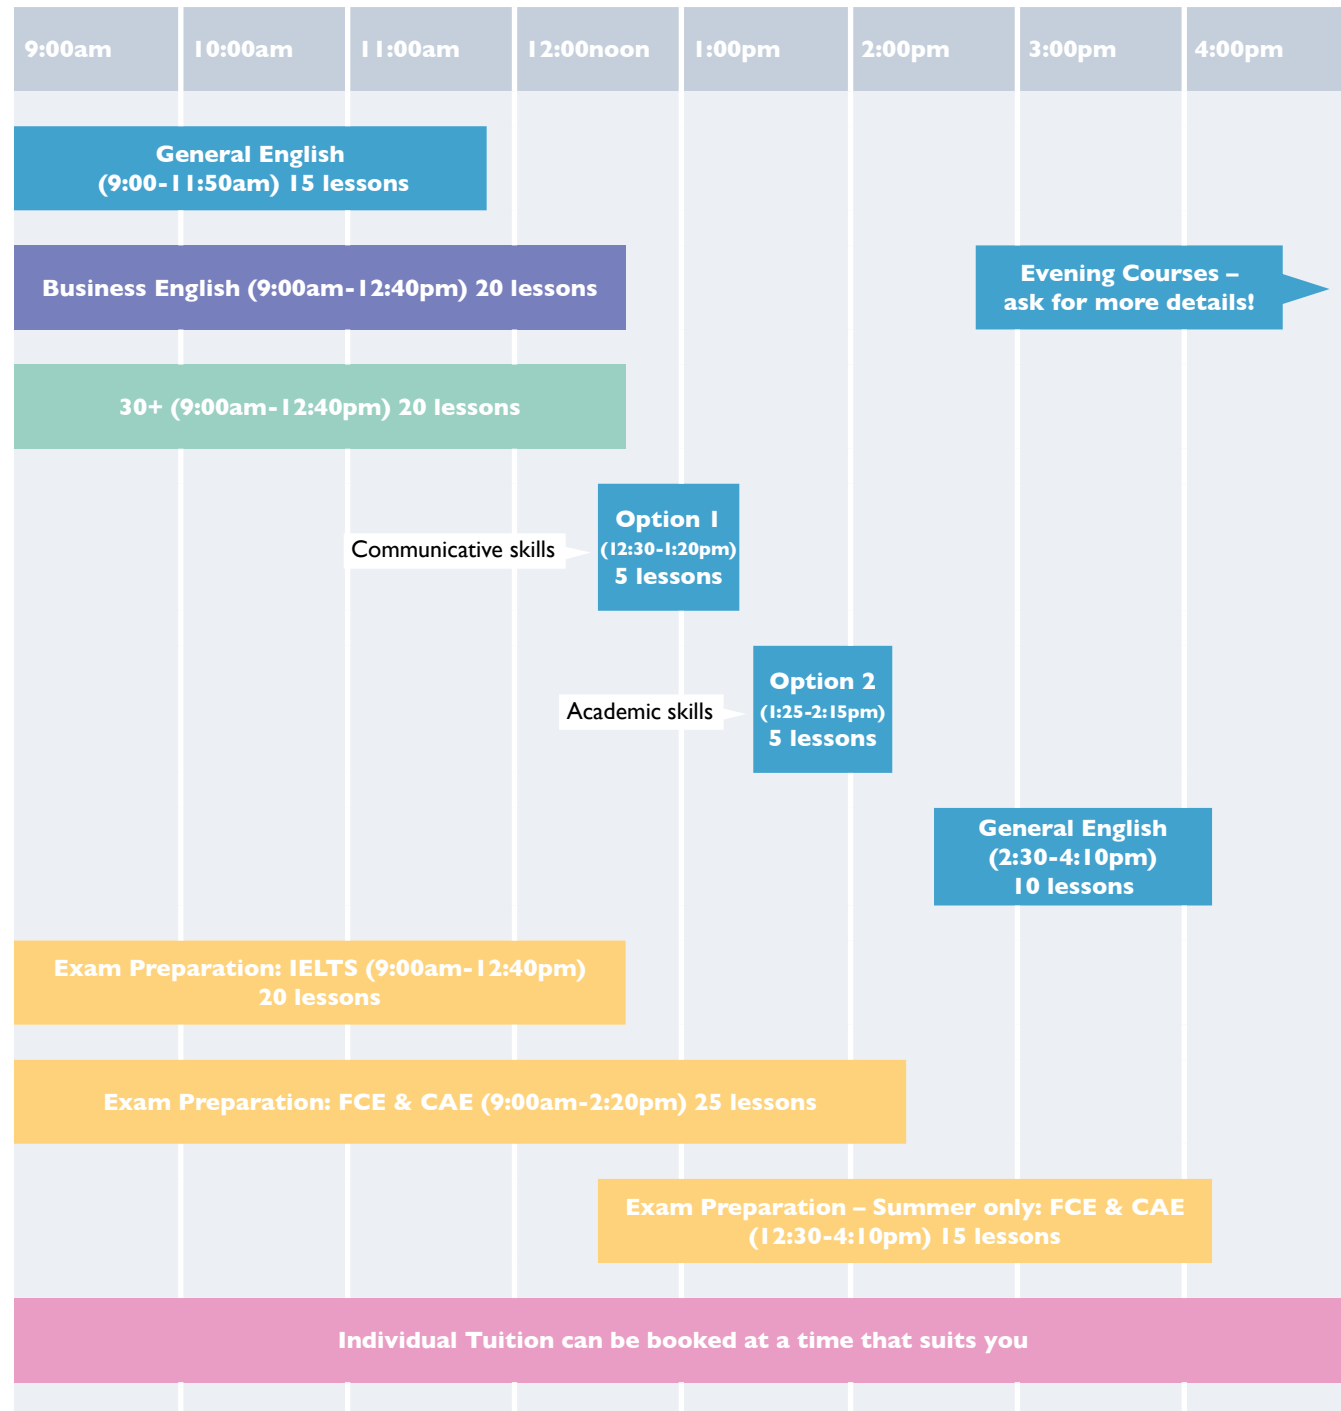 9:00am 10:00am 11:00am 12:00noon 1:00pm 2:00pm 3:00pm 4:00pm
General English
(9:00-11:50am) 15 lessons
Business English (9:00am-12:40pm) 20 lessons
Evening Courses –
ask for more details!
30+ (9:00am-12:40pm) 20 lessons
Communicative skills
Option 1
(12:30-1:20pm)
5 lessons
Academic skills
Option 2
(1:25-2:15pm)
5 lessons
General English
(2:30-4:10pm)
10 lessons
Exam Preparation: IELTS (9:00am-12:40pm)
20 lessons
Exam Preparation: FCE & CAE (9:00am-2:20pm) 25 lessons
Exam Preparation – Summer only: FCE & CAE
(12:30-4:10pm) 15 lessons
Individual Tuition can be booked at a time that suits you